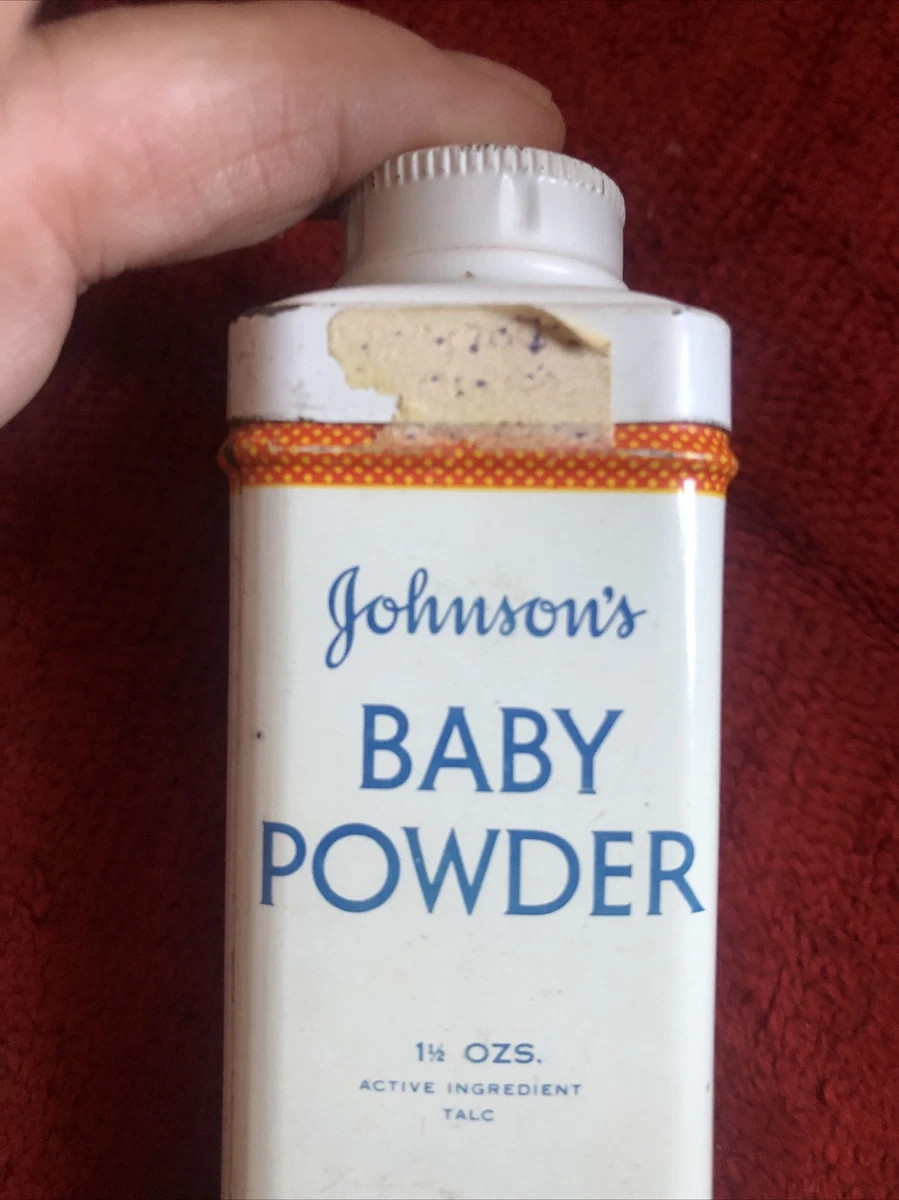 Johnson's
BABY
POWDER
1½ OZS.
ACTIVE INGREDIENT
TALC